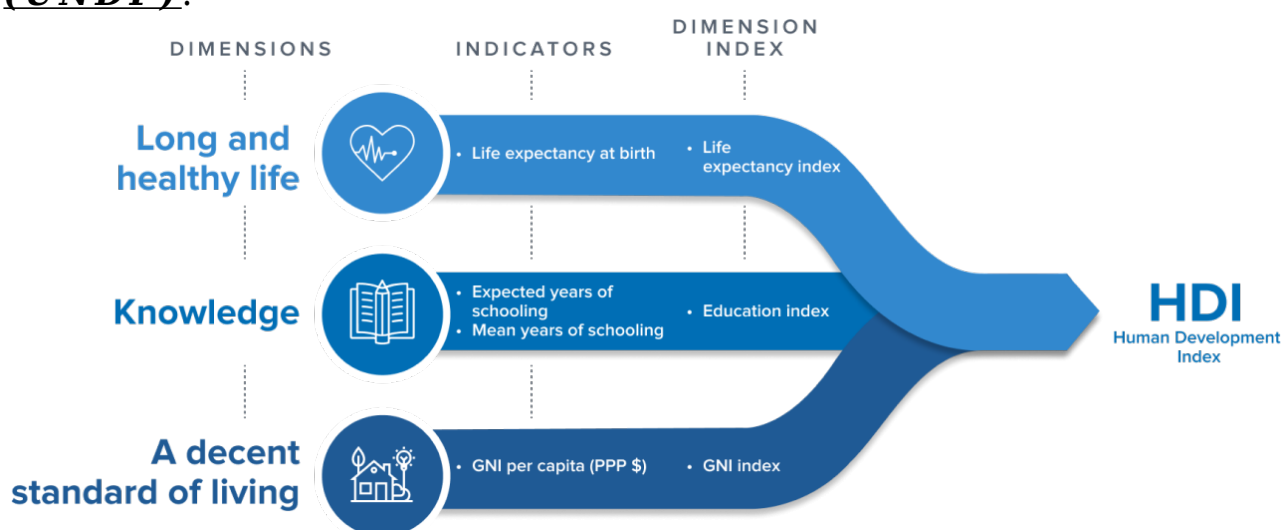 (UNDP).
DIMENSIONS
INDICATORS
DIMENSION
INDEX
Long and
healthy life
• Life expectancy at birth
• Life
expectancy index
Knowledge
• Expected years of
schooling
• Mean years of schooling
• Education index
HDI
Human Development
Index
A decent
standard of living
• GNI per capita (PPP $)
• GNI index